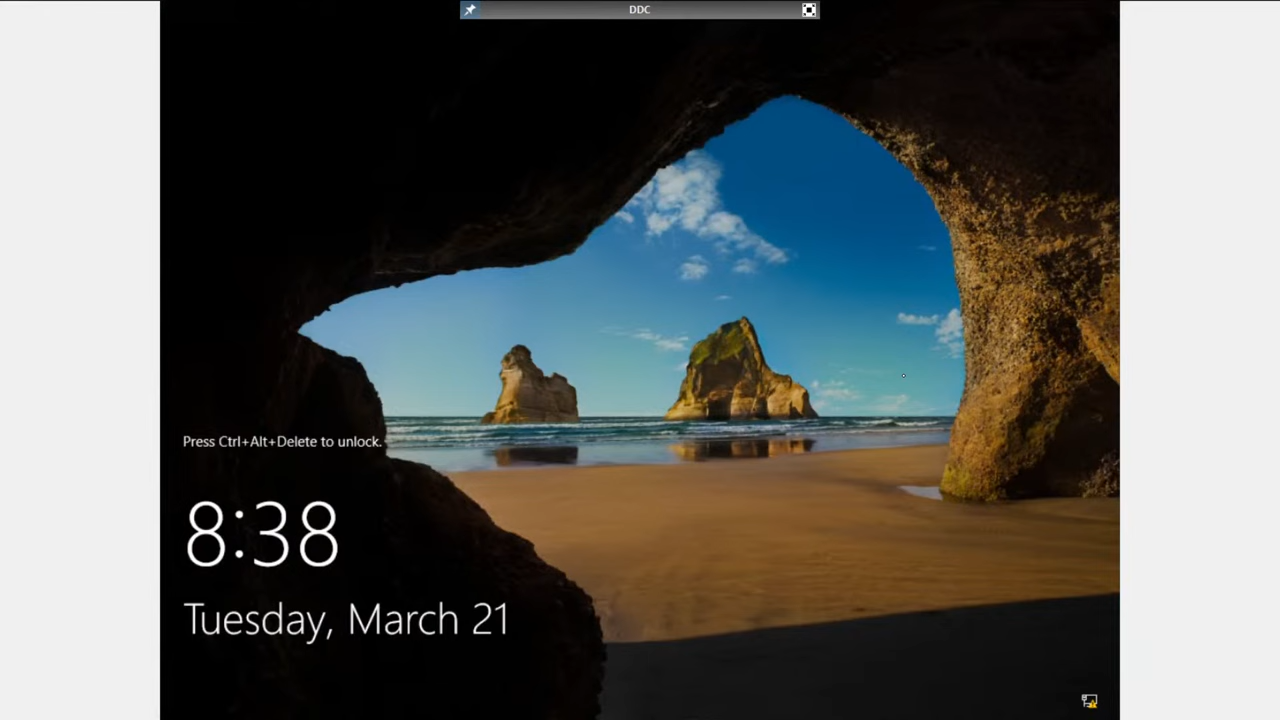 DDC
Press Ctrl+Alt+Delete to unlock.
8:38
Tuesday, March 21